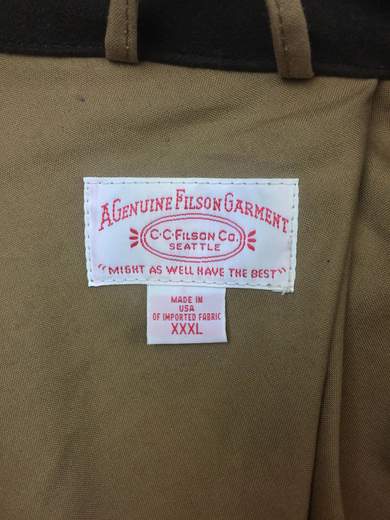 A GENUINE FILSON GARMENT
C·C·FILSON CO.
SEATTLE
"MIGHT AS WELL HAVE THE BEST"
MADE IN
USA
OF IMPORTED FABRIC
XXXL